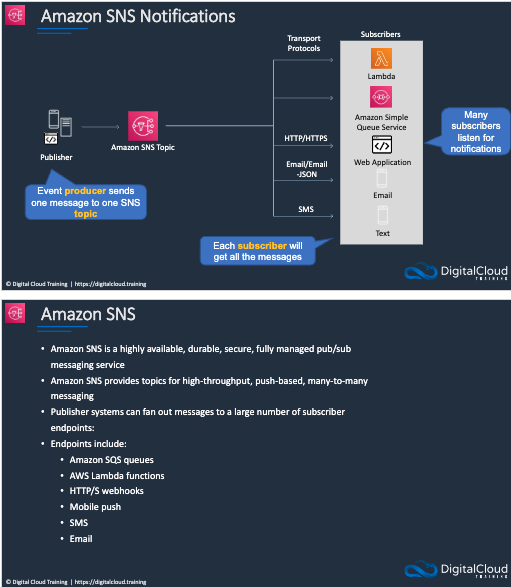 Amazon SNS Notifications
Transport
Protocols
Subscribers
Lambda
Amazon Simple
Queue Service
HTTP/HTTPS
Web Application
Email/Email
-JSON
Email
SMS
Text
Publisher
Amazon SNS Topic
Many
subscribers
listen for
notifications
Event producer sends
one message to one SNS
topic
Each subscriber will
get all the messages
© Digital Cloud Training | https://digitalcloud.training
DigitalCloud
TRAINING
Amazon SNS
• Amazon SNS is a highly available, durable, secure, fully managed pub/sub
messaging service
• Amazon SNS provides topics for high-throughput, push-based, many-to-many
messaging
• Publisher systems can fan out messages to a large number of subscriber
endpoints:
• Endpoints include:
• Amazon SQS queues
• AWS Lambda functions
• HTTP/S webhooks
• Mobile push
• SMS
• Email
© Digital Cloud Training | https://digitalcloud.training
DigitalCloud
TRAINING